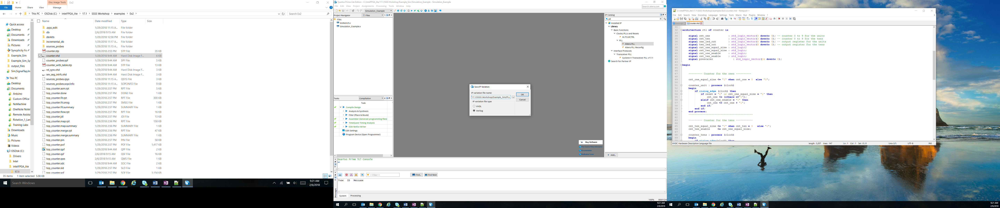 Disc Image Tools
Ex2
File
Home
Share
View
Manage
This PC
OSDisk (C:)
intelFPGA_lite
17.1
SSSS Workshop
examples
Ex2
Search Ex2
Name
Date modified
Type
Size
Quick access
Desktop
Documents
Downloads
Pictures
Synplicity Fo
Example_Sim
Example_Sim_Sy
output_files
Sim,SignalTap,In
This PC
Desktop
Documents
Arduino
Custom Office
NoMachine
OneNote Note
Remote Assista
Rotation_1_Lan
Training Labs
Downloads
Music
Pictures
Videos
OSDisk (C:)
Drivers
Intel
intelFPGA_lite
17.1
.qsys_edit 1/29/2018 11:15 A... File folder
db 2/6/2018 9:15 AM File folder
devkits 1/29/2018 12:58 PM File folder
incremental_db 1/29/2018 11:17 A... File folder
sources_probes 1/29/2018 11:15 A... File folder
counter.stp 1/29/2018 2:55 PM STP File 35 KB
counter.vhd 1/29/2018 9:44 AM Hard Disk Image F... 6 KB
counter_probes.spf 1/29/2018 11:15 A... SPF File 5 KB
counter_with_table.stp 1/29/2018 9:44 AM STP File 13 KB
rst_sync.vhd 1/29/2018 9:44 AM Hard Disk Image F... 3 KB
sev_seg_intrfc.vhd 1/29/2018 9:44 AM Hard Disk Image F... 3 KB
sources_probes.qsys 1/29/2018 11:15 A... QSYS File 3 KB
sources_probes.sopcinfo 1/29/2018 11:15 A... SOPCINFO File 9 KB
top_counter.asm.rpt 1/29/2018 2:57 PM RPT File 5 KB
top_counter.done 1/29/2018 2:57 PM DONE File 1 KB
top_counter.fit.rpt 1/29/2018 2:57 PM RPT File 300 KB
top_counter.fit.smsg 1/29/2018 2:57 PM SMSG File 1 KB
top_counter.fit.summary 1/29/2018 2:57 PM SUMMARY File 1 KB
top_counter.flow.rpt 1/29/2018 2:57 PM RPT File 16 KB
top_counter.jdi 1/29/2018 2:57 PM JDI File 13 KB
top_counter.map.rpt 1/29/2018 2:57 PM RPT File 158 KB
top_counter.map.summary 1/29/2018 2:56 PM SUMMARY File 1 KB
top_counter.merge.rpt 1/29/2018 2:56 PM RPT File 47 KB
top_counter.merge.summary 1/29/2018 2:56 PM SUMMARY File 1 KB
top_counter.pin 1/29/2018 2:57 PM PIN File 58 KB
top_counter.pof 1/29/2018 2:57 PM POF File 1,417 KB
top_counter.qpf 1/29/2018 9:44 AM QPF File 2 KB
top_counter.qsf 2/6/2018 9:15 AM QSF File 16 KB
top_counter.qws 2/6/2018 9:15 AM QWS File 1 KB
top_counter.sdc 1/29/2018 9:44 AM SDC File 2 KB
top_counter.sld 1/29/2018 2:57 PM SLD File 1 KB
top_counter.sof 1/29/2018 2:57 PM SOF File 3,154 KB
35 items 1 item selected 5.08 KB
Search Windows
9:21 AM
2/6/2018
Quartus Prime Lite Edition - C:/intelFPGA_lite/17.1/SSSS Workshop/Example_Sim/Simulation_Example - Simulation_Example
File Edit View Project Assignments Processing Tools Window Help
Search altera.com
Simulation_Example
Project Navigator
Files
Files
testbench.v
Simulation_Example.v
Tasks
Compilation
Task
Compile Design
Analysis & Synthesis
Fitter (Place & Route)
Assembler (Generate programming files)
TimeQuest Timing Analysis
EDA Netlist Writer
Edit Settings
Program Device (Open Programmer)
Save IP Variation
IP variation file name:
17.1/SSSS Workshop/Example_Sim/PLL
...
OK
Cancel
IP variation file type
VHDL
Verilog
Buy Software
IP Catalog
pll
Installed IP
Library
Basic Functions
Clocks; PLLs and Resets
ALTCLKCTRL
PLL
Altera PLL
Altera PLL Reconfig
Interface Protocols
Transceiver PLL
Cyclone V Transceiver PLL v17.1
Search for Partner IP
Add...
Quartus Prime Tcl Console
All
<<Filter>>
Find...
Find Next
Type ID Message
Messages
System
Processing
100% 00:01:24
9:21 AM
2/6/2018
C:\intelFPGA_lite\17.1\SSSS Workshop\examples\Ex2\counter.vhd - Notepad++
File Edit Search View Encoding Language Settings Tools Macro Run Plugins Window ?
X
counter.vhd
31
32 architecture rtl of counter is
33
34 signal cnt_one : std_logic_vector(3 downto 0); -- counter 0 to 9 for the units
35 signal cnt_ten : std_logic_vector(3 downto 0); -- counter 0 to 9 for the tens
36 signal one_led_out : std_logic_vector(6 downto 0); -- output register for the units
37 signal ten_led_out : std_logic_vector(6 downto 0); -- output register for the tens
38 signal cnt_one_equal_nine : std_logic;
39 signal cnt_ten_equal_nine : std_logic;
40 signal cnt_one_enable : std_logic;
41 signal cnt_ten_enable : std_logic;
42 signal prescaler : std_logic_vector(24 downto 0);
43
44 begin
45
46
47 --------- Counter for the ones ----------
48
49 cnt_one_equal_nine <= '1' when cnt_one = 9 else '0';
50
51 counter_unit : process (clock)
52 begin
53 if rising_edge (clock) then
54 if reset = '1' or cnt_one_equal_nine = '1' then
55 cnt_one <= (others =>'0');
56 elsif cnt_one_enable = '1' then
57 cnt_one <= cnt_one + '1';
58 end if;
59 end if;
60 end process;
61 -----------------------------------------
62
63 --------- Counter for the tens -----------
64
65 cnt_ten_equal_nine <= '1' when cnt_ten = 9 else '0';
66 cnt_ten_enable <= cnt_one_equal_nine;
67
68 counter_tens : process (clock)
69 begin
70 if rising_edge(clock) then
VHSIC Hardware Description Language file
length : 5,207 lines : 147
Ln : 1 Col : 1 Sel : 0 | 0
Unix (LF)
UTF-8
INS
9:21 AM
2/6/2018